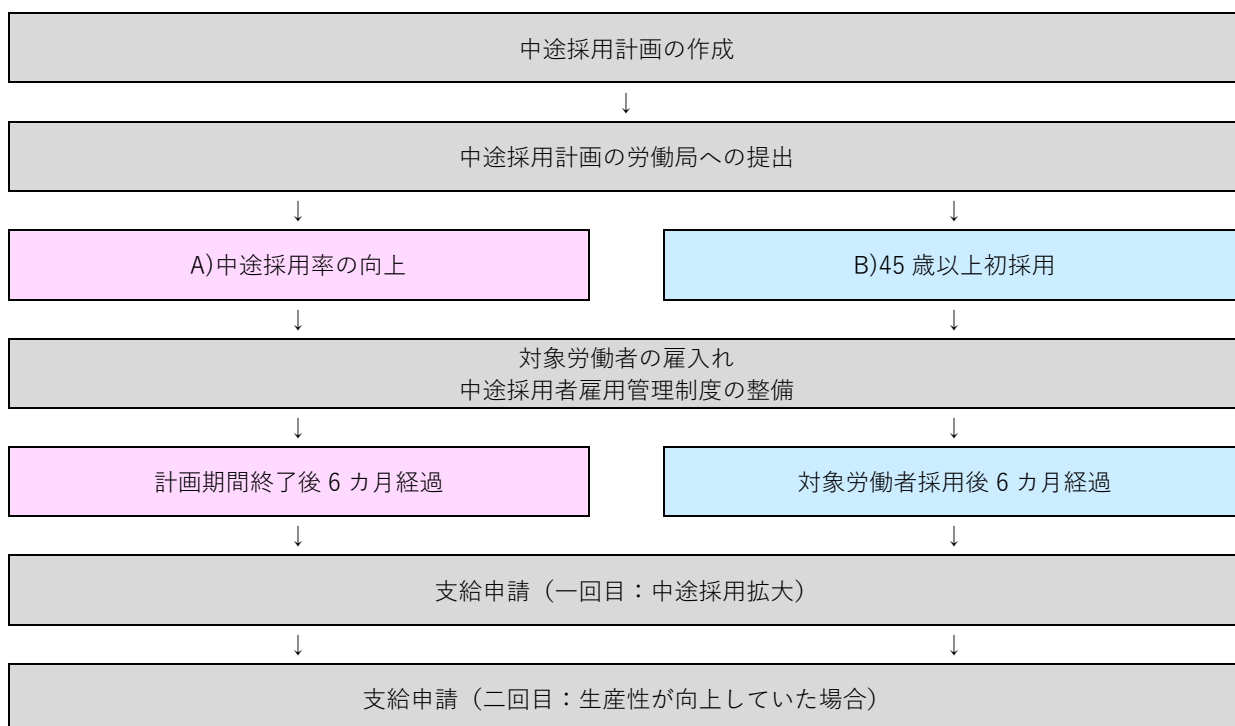 中途採用計画の作成
↓
中途採用計画の労働局への提出
↓ ↓
A)中途採用率の向上 B)45 歳以上初採用
↓ ↓
対象労働者の雇入れ
中途採用者雇用管理制度の整備
↓ ↓
計画期間終了後 6 カ月経過 対象労働者採用後 6 カ月経過
↓ ↓
支給申請（一回目：中途採用拡大）
↓ ↓
支給申請（二回目：生産性が向上していた場合）